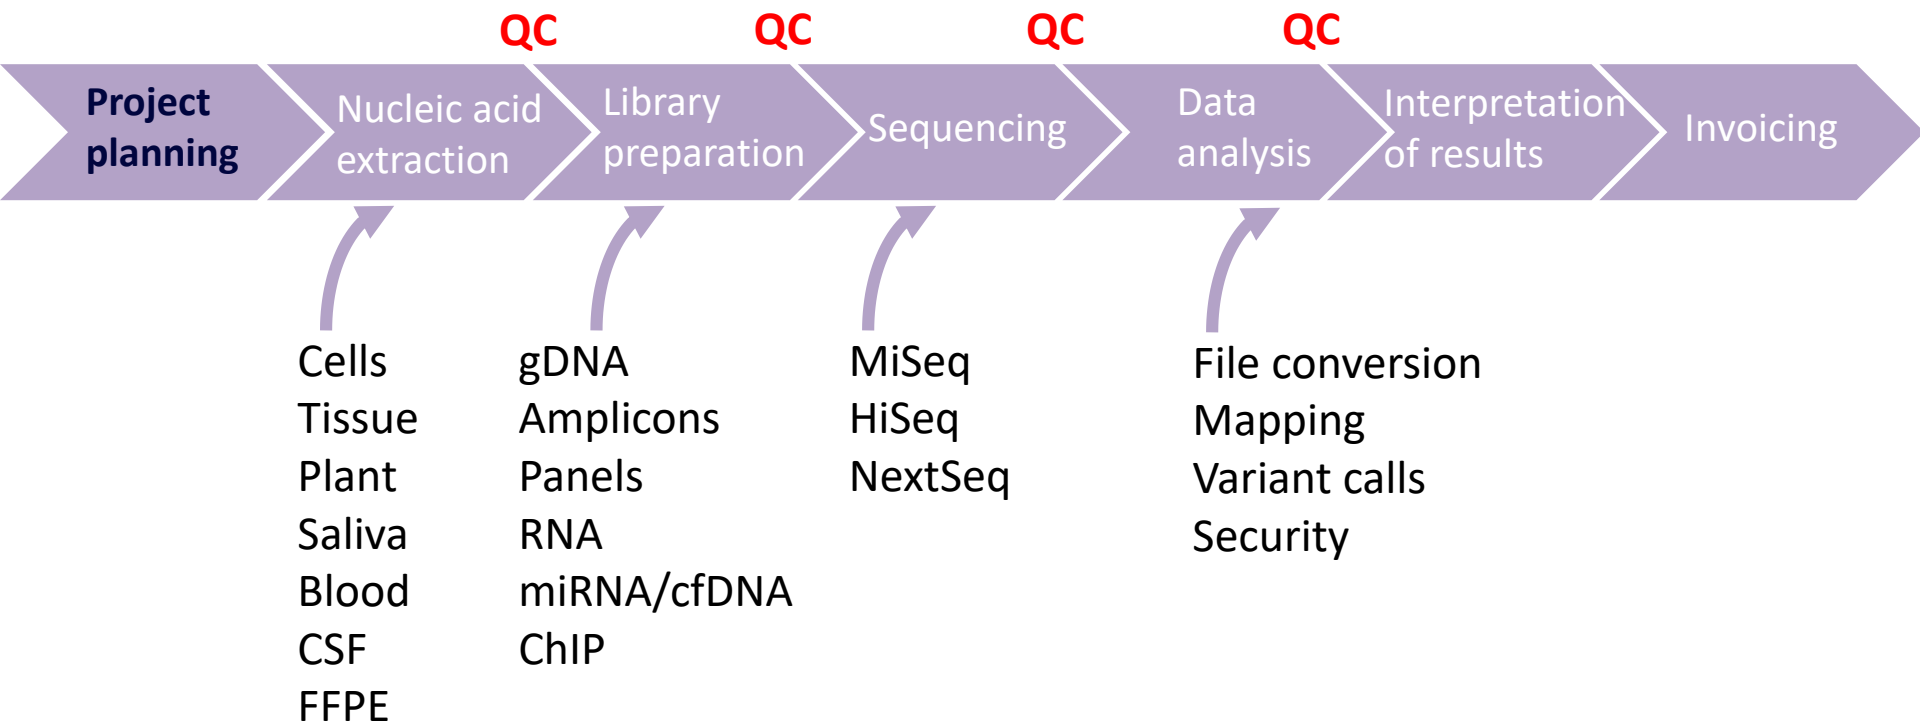 QC
QC
QC
QC
Project
planning
Nucleic acid
extraction
Library
preparation
Sequencing
Data
analysis
Interpretation
of results
Invoicing
Cells
Tissue
Plant
Saliva
Blood
CSF
FFPE
gDNA
Amplicons
Panels
RNA
miRNA/cfDNA
ChIP
MiSeq
HiSeq
NextSeq
File conversion
Mapping
Variant calls
Security